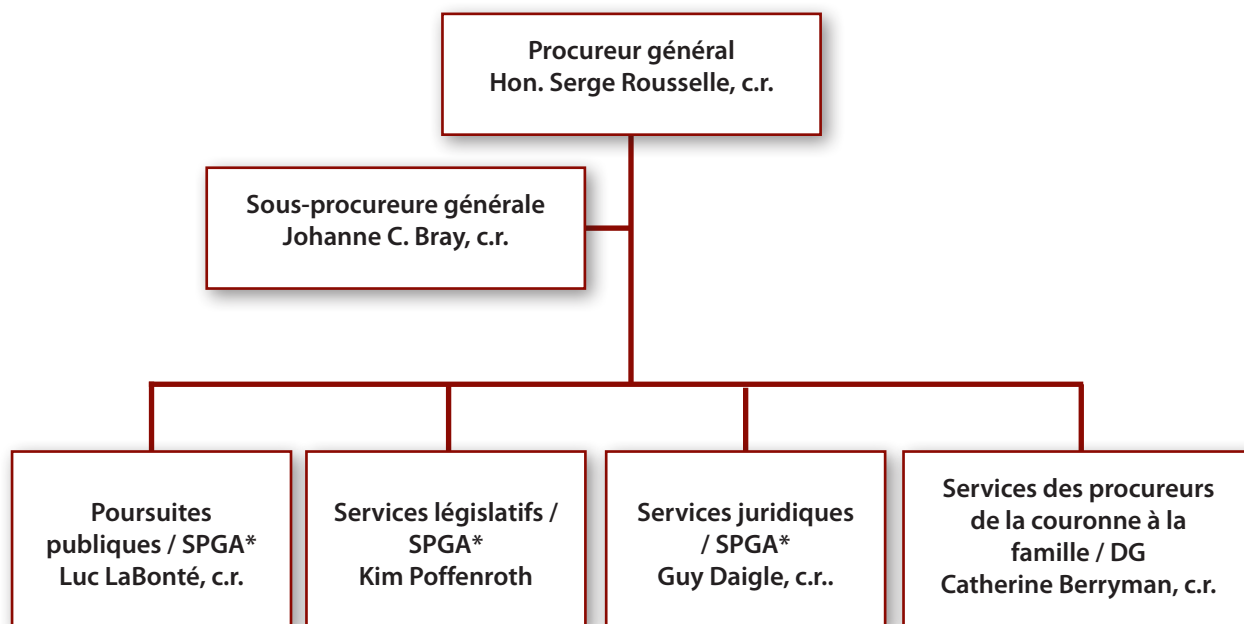 Procureur général
Hon. Serge Rousselle, c.r.
Sous-procureure générale
Johanne C. Bray, c.r.
Poursuites
publiques / SPGA*
Luc LaBonté, c.r.
Services législatifs /
SPGA*
Kim Poffenroth
Services juridiques
/ SPGA*
Guy Daigle, c.r..
Services des procureurs
de la couronne à la
famille / DG
Catherine Berryman, c.r.